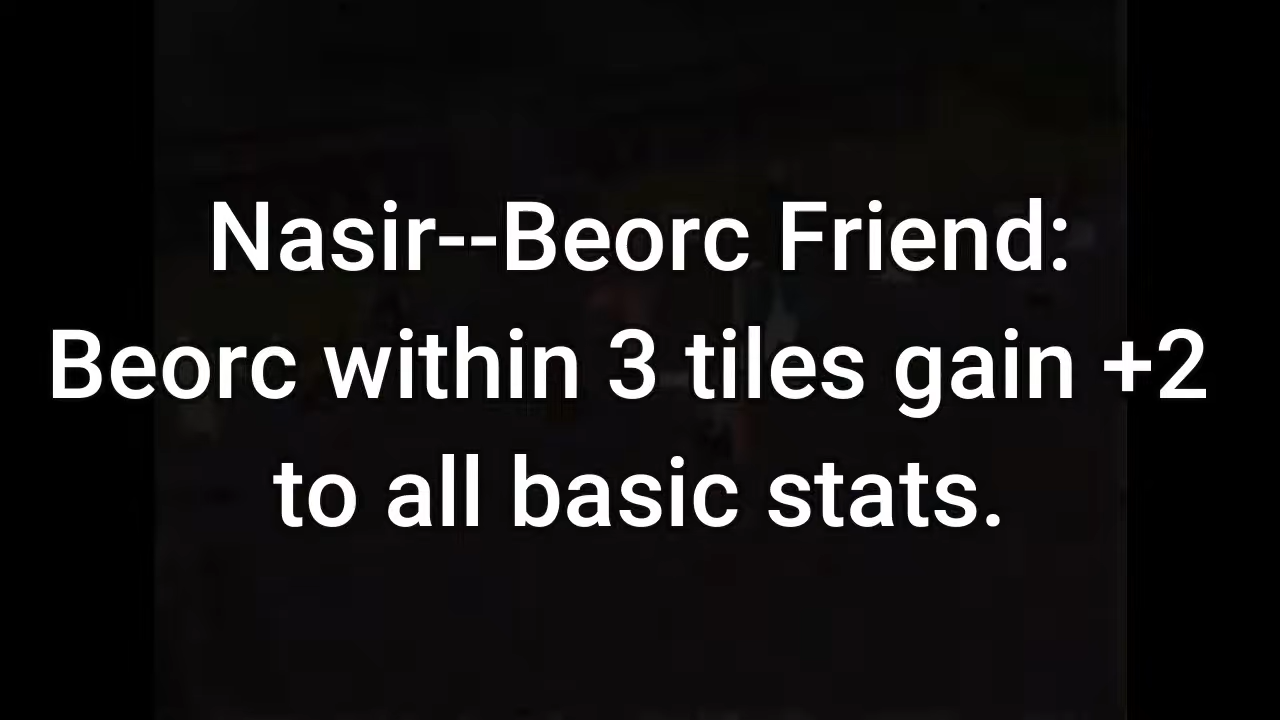 Nasir--Beorc Friend:
Beorc within 3 tiles gain +2
to all basic stats.